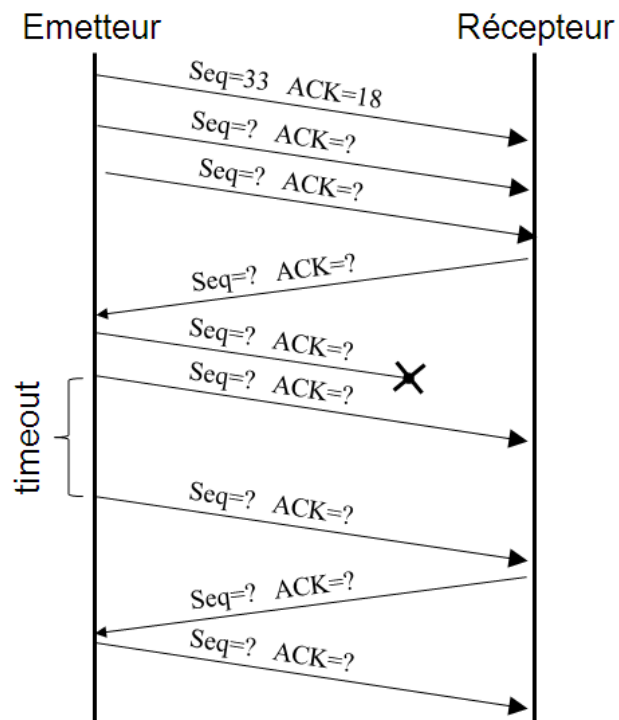 Emetteur
Récepteur
Seq=33 ACK=18
Seq=? ACK=?
Seq=? ACK=?
Seq=? ACK=?
Seq=? ACK=?
Seq=? ACK=?
timeout
Seq=? ACK=?
Seq=? ACK=?
Seq=? ACK=?